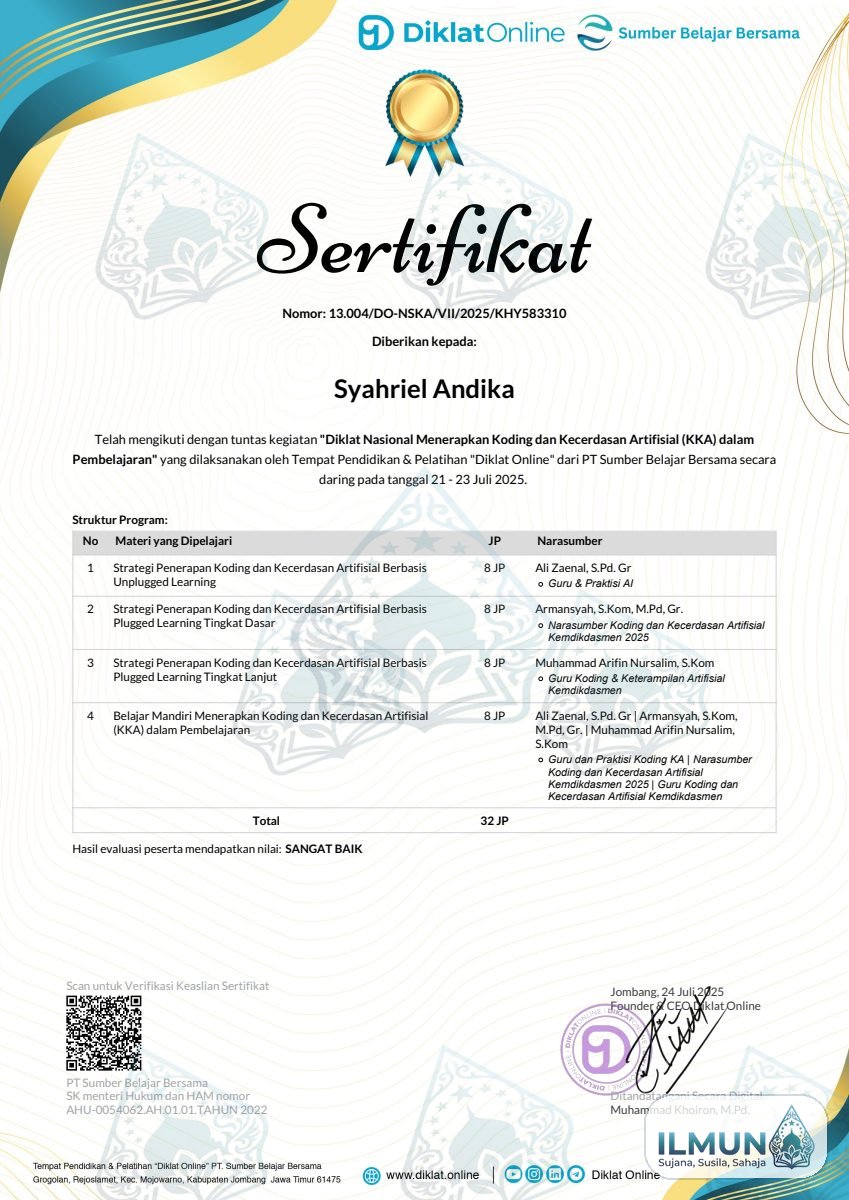 DiklatOnline Sumber Belajar Bersama
Sertifikat
Nomor: 13.004/DO-NSKA/VII/2025/KHY583310
Diberikan kepada:
Syahriel Andika
Telah mengikuti dengan tuntas kegiatan "Diklat Nasional Menerapkan Koding dan Kecerdasan Artifisial (KKA) dalam
Pembelajaran" yang dilaksanakan oleh Tempat Pendidikan & Pelatihan "Diklat Online" dari PT Sumber Belajar Bersama secara
daring pada tanggal 21 - 23 Juli 2025.
Struktur Program:
No Materi yang Dipelajari JP Narasumber
1 Strategi Penerapan Koding dan Kecerdasan Artifisial Berbasis 8 JP Ali Zaenal, S.Pd. Gr
Unplugged Learning Guru & Praktisi AI
2 Strategi Penerapan Koding dan Kecerdasan Artifisial Berbasis 8 JP Armansyah, S.Kom, M.Pd, Gr.
Plugged Learning Tingkat Dasar Narasumber Koding dan Kecerdasan Artifisial
Kemdikdasmen 2025
3 Strategi Penerapan Koding dan Kecerdasan Artifisial Berbasis 8 JP Muhammad Arifin Nursalim, S.Kom
Plugged Learning Tingkat Lanjut Guru Koding & Keterampilan Artifisial
Kemdikdasmen
4 Belajar Mandiri Menerapkan Koding dan Kecerdasan Artifisial 8 JP Ali Zaenal, S.Pd. Gr | Armansyah, S.Kom,
(KKA) dalam Pembelajaran M.Pd, Gr. | Muhammad Arifin Nursalim,
S.Kom
Guru dan Praktisi Koding KA | Narasumber
Koding dan Kecerdasan Artifisial
Kemdikdasmen 2025 | Guru Koding dan
Kecerdasan Artifisial Kemdikdasmen
Total 32 JP
Hasil evaluasi peserta mendapatkan nilai: SANGAT BAIK
Scan untuk Verifikasi Keaslian Sertifikat
PT Sumber Belajar Bersama
SK menteri Hukum dan HAM nomor
AHU-0054062.AH.01.01.TAHUN 2022
Jombang, 24 Juli 2025
Founder & CEO Diklat Online
DIKLATONLINE
Ditandatangani Secara Digital
Muhammad Khoiron, M.Pd.
ILMUN
Sujana, Susila, Sahaja
Tempat Pendidikan & Pelatihan "Diklat Online" PT. Sumber Belajar Bersama
Grogolan, Rejoslamet, Kec. Mojowarno, Kabupaten Jombang Jawa Timur 61475
www.diklat.online | Diklat Online